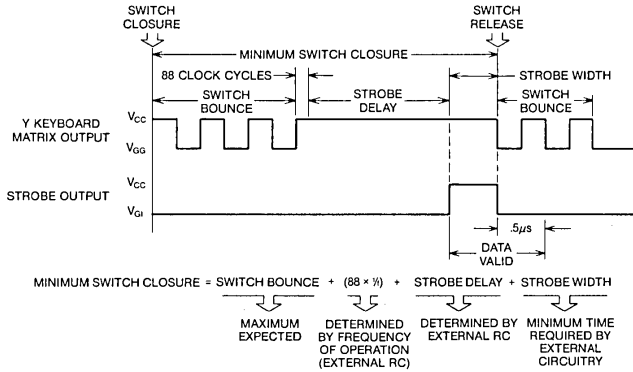 SWITCH CLOSURE
SWITCH RELEASE
MINIMUM SWITCH CLOSURE
88 CLOCK CYCLES
STROBE WIDTH
SWITCH BOUNCE
STROBE DELAY
SWITCH BOUNCE
Y KEYBOARD MATRIX OUTPUT
VCC
VGG
STROBE OUTPUT
VCC
VGI
.5µs
DATA VALID
MINIMUM SWITCH CLOSURE = SWITCH BOUNCE + (88 × 1/f) + STROBE DELAY + STROBE WIDTH
MAXIMUM EXPECTED
DETERMINED BY FREQUENCY OF OPERATION (EXTERNAL RC)
DETERMINED BY EXTERNAL RC
MINIMUM TIME REQUIRED BY EXTERNAL CIRCUITRY